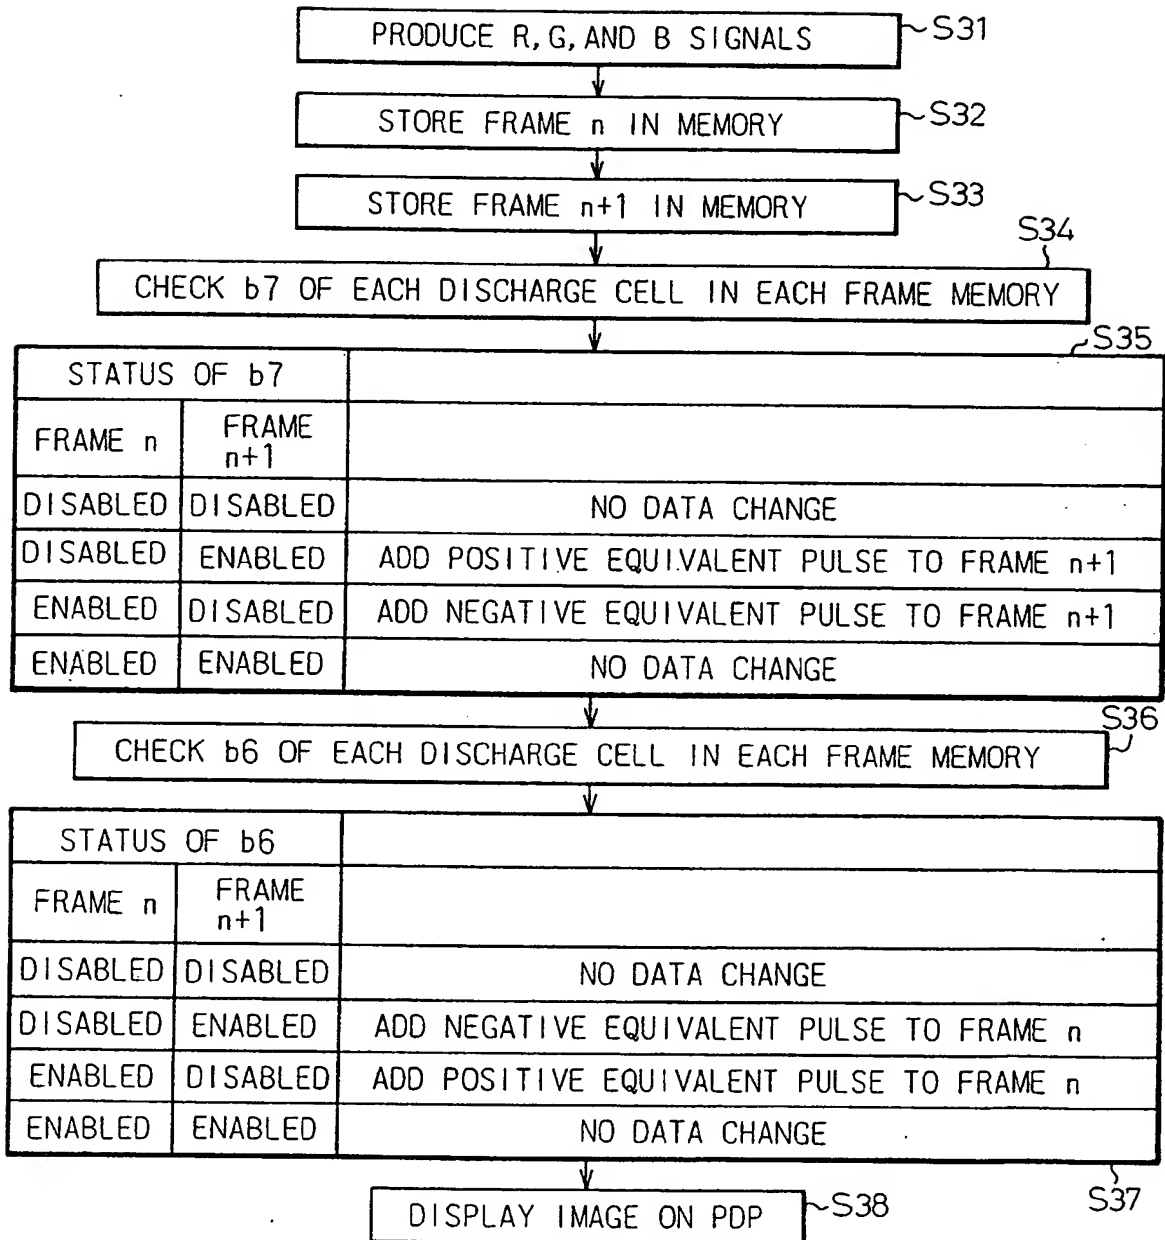 PRODUCE R, G, AND B SIGNALS S31
STORE FRAME n IN MEMORY S32
STORE FRAME n+1 IN MEMORY S33
S34
CHECK b7 OF EACH DISCHARGE CELL IN EACH FRAME MEMORY
S35
STATUS OF b7
FRAME n FRAME
n+1
DISABLED DISABLED NO DATA CHANGE
DISABLED ENABLED ADD POSITIVE EQUIVALENT PULSE TO FRAME n+1
ENABLED DISABLED ADD NEGATIVE EQUIVALENT PULSE TO FRAME n+1
ENABLED ENABLED NO DATA CHANGE
S36
CHECK b6 OF EACH DISCHARGE CELL IN EACH FRAME MEMORY
STATUS OF b6
FRAME n FRAME
n+1
DISABLED DISABLED NO DATA CHANGE
DISABLED ENABLED ADD NEGATIVE EQUIVALENT PULSE TO FRAME n
ENABLED DISABLED ADD POSITIVE EQUIVALENT PULSE TO FRAME n
ENABLED ENABLED NO DATA CHANGE
S37
DISPLAY IMAGE ON PDP S38